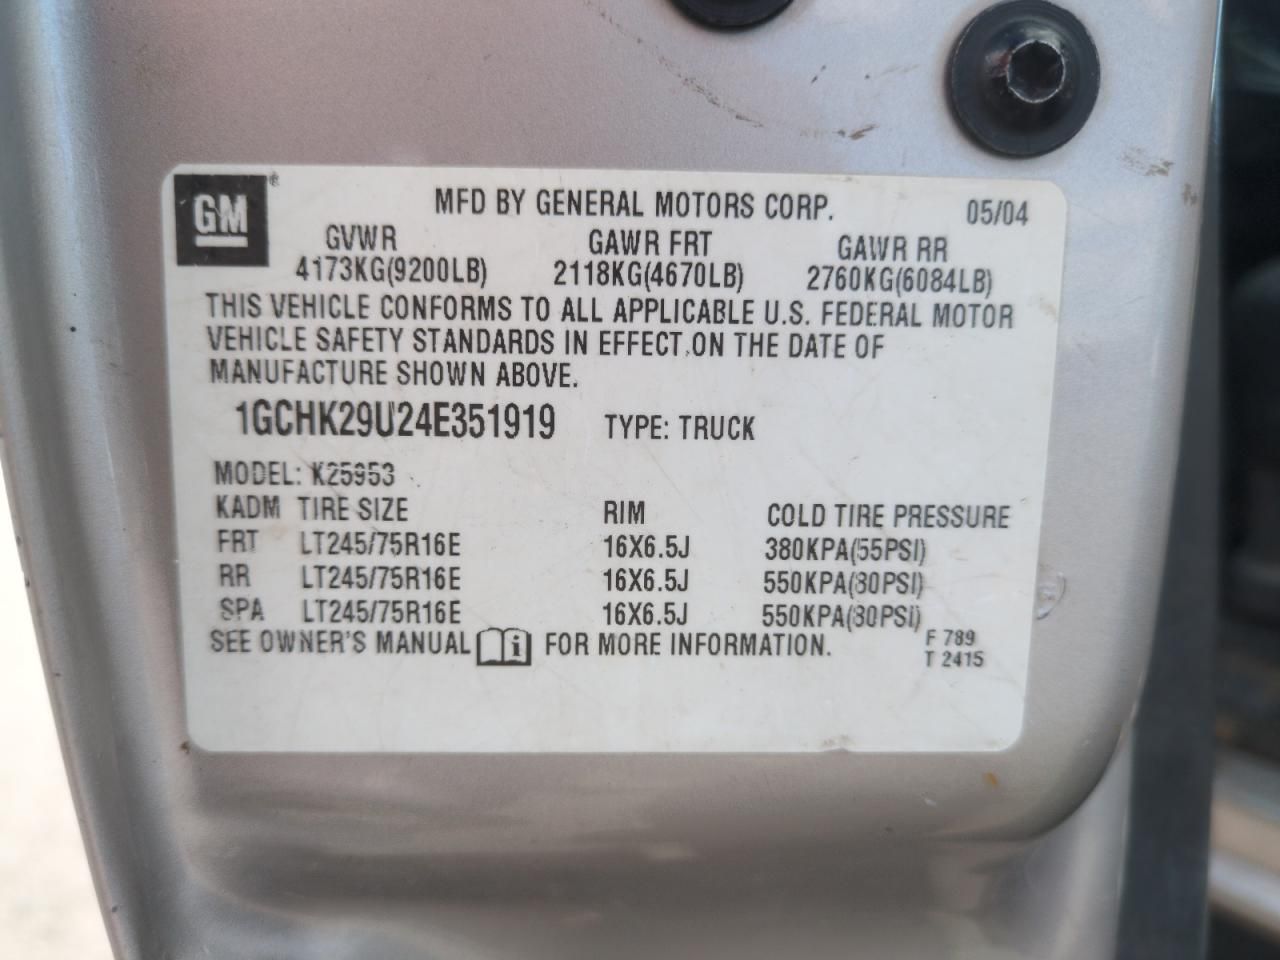 GM®
MFD BY GENERAL MOTORS CORP. 05/04
GVWR GAWR FRT GAWR RR
4173KG(9200LB) 2118KG(4670LB) 2760KG(6084LB)
THIS VEHICLE CONFORMS TO ALL APPLICABLE U.S. FEDERAL MOTOR
VEHICLE SAFETY STANDARDS IN EFFECT ON THE DATE OF
MANUFACTURE SHOWN ABOVE.
1GCHK29U24E351919 TYPE: TRUCK
MODEL: K25953
KADM TIRE SIZE RIM COLD TIRE PRESSURE
FRT LT245/75R16E 16X6.5J 380KPA(55PSI)
RR LT245/75R16E 16X6.5J 550KPA(80PSI)
SPA LT245/75R16E 16X6.5J 550KPA(80PSI)
SEE OWNER'S MANUAL i FOR MORE INFORMATION.
F 789
T 2415